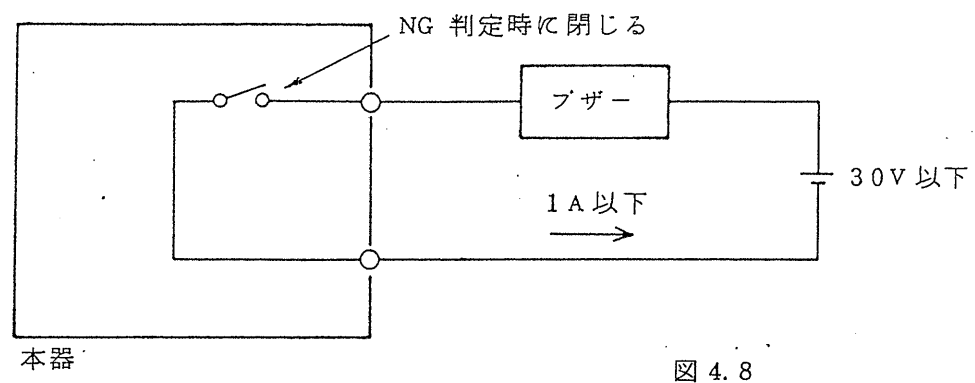 NG 判定時に閉じる
ブザー
30V以下
1A以下
本器
図 4.8